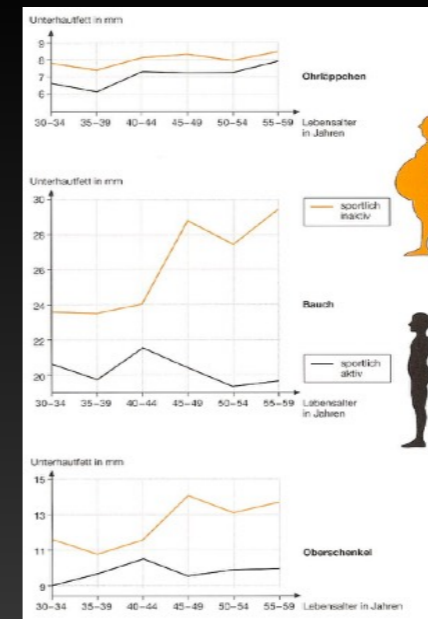 Unterhautfett in mm
9
8
7
6
Ohrläppchen
30–34 35–39 40–44 45–49 50–54 55–59 Lebensalter
in Jahren
Unterhautfett in mm
30
26
26
24
22
20
sportlich
inaktiv
Bauch
sportlich
aktiv
30–34 35–39 40–44 45–49 50–54 55–59 Lebensalter
in Jahren
Unterhautfett in mm
15
13
11
9
Oberschenkel
30–34 35–39 40–44 45–49 50–54 55–59 Lebensalter in Jahren